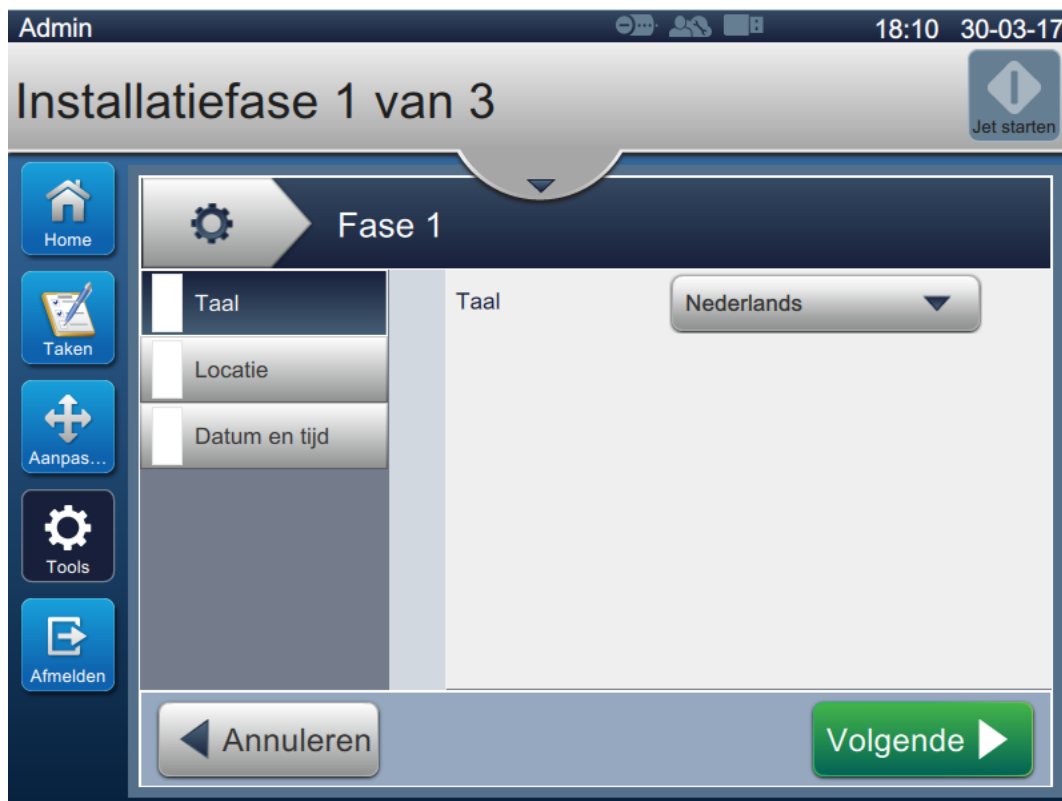 Admin 18:10 30-03-17
Installatiefase 1 van 3
Jet starten
Home
Taken
Aanpas...
Tools
Afmelden
Fase 1
Taal
Locatie
Datum en tijd
Taal Nederlands
Annuleren Volgende